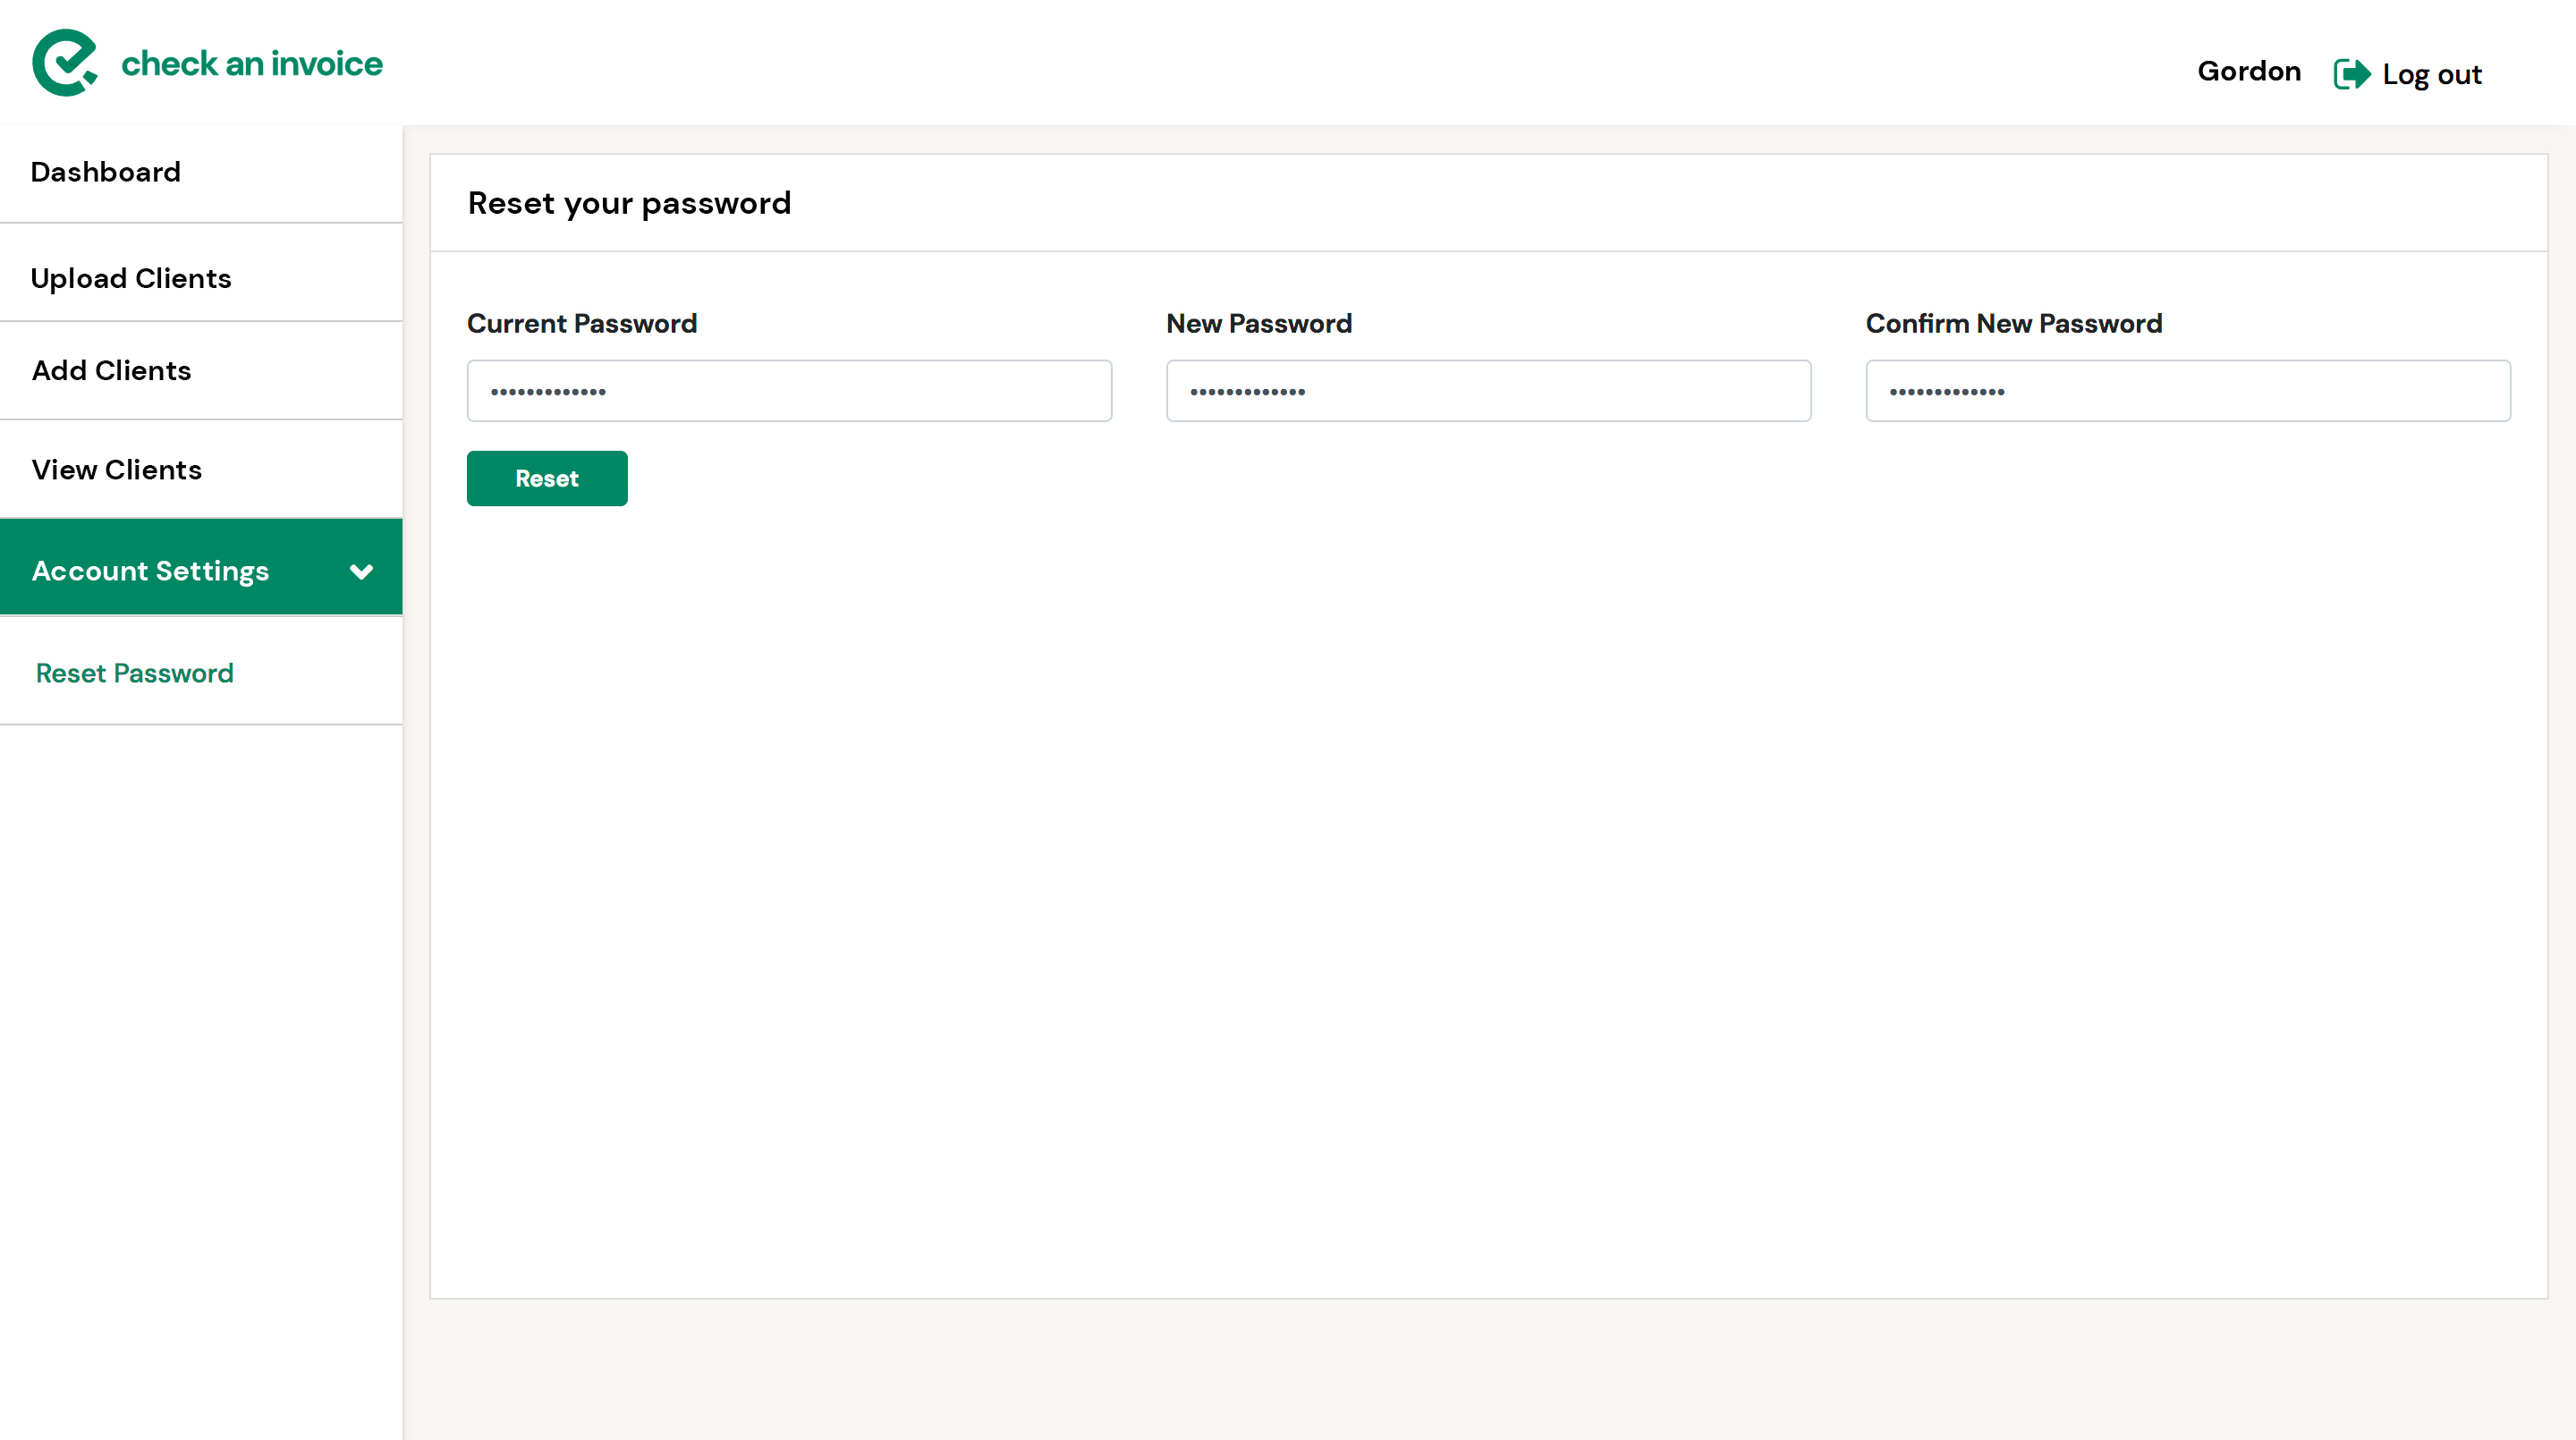 check an invoice
Gordon
Log out
Dashboard
Upload Clients
Add Clients
View Clients
Account Settings
Reset Password
Reset your password
Current Password
New Password
Confirm New Password
•••••••••••••
•••••••••••••
•••••••••••••
Reset